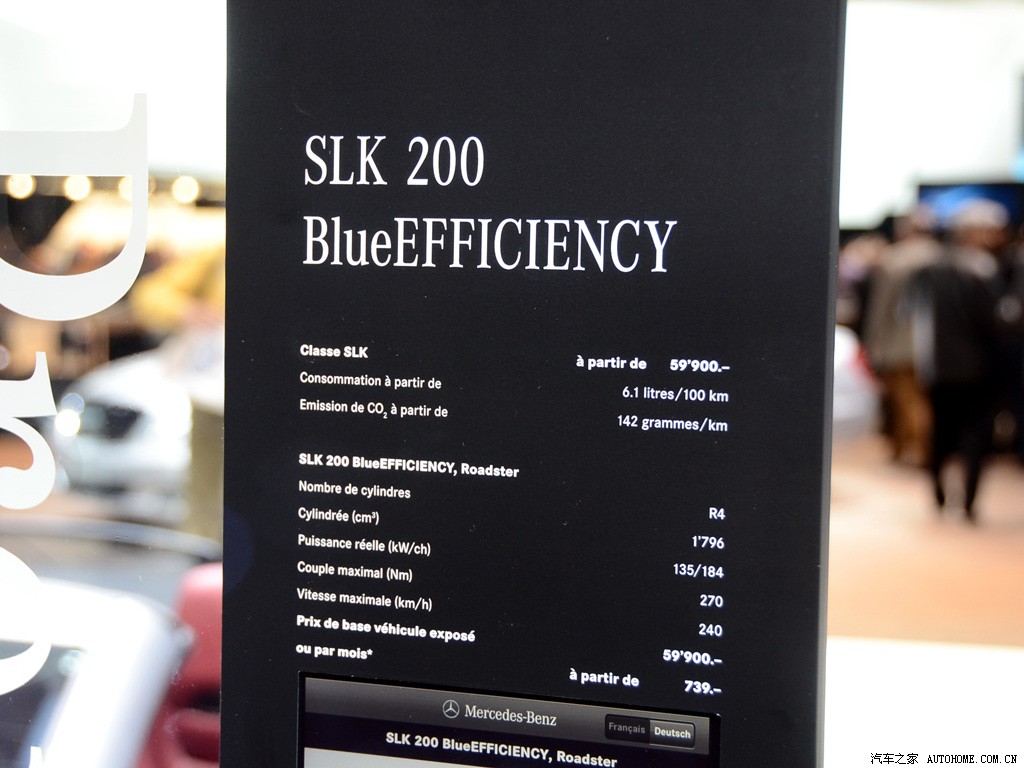 SLK 200
BlueEFFICIENCY
Classe SLK à partir de 59'900.–
Consommation à partir de 6.1 litres/100 km
Emission de CO₂ à partir de 142 grammes/km
SLK 200 BlueEFFICIENCY, Roadster
Nombre de cylindres R4
Cylindrée (cm³) 1'796
Puissance réelle (kW/ch) 135/184
Couple maximal (Nm) 270
Vitesse maximale (km/h) 240
Prix de base véhicule exposé 59'900.–
ou par mois* à partir de 739.–
Mercedes-Benz Français Deutsch
SLK 200 BlueEFFICIENCY, Roadster
汽车之家 AUTOHOME.COM.CN